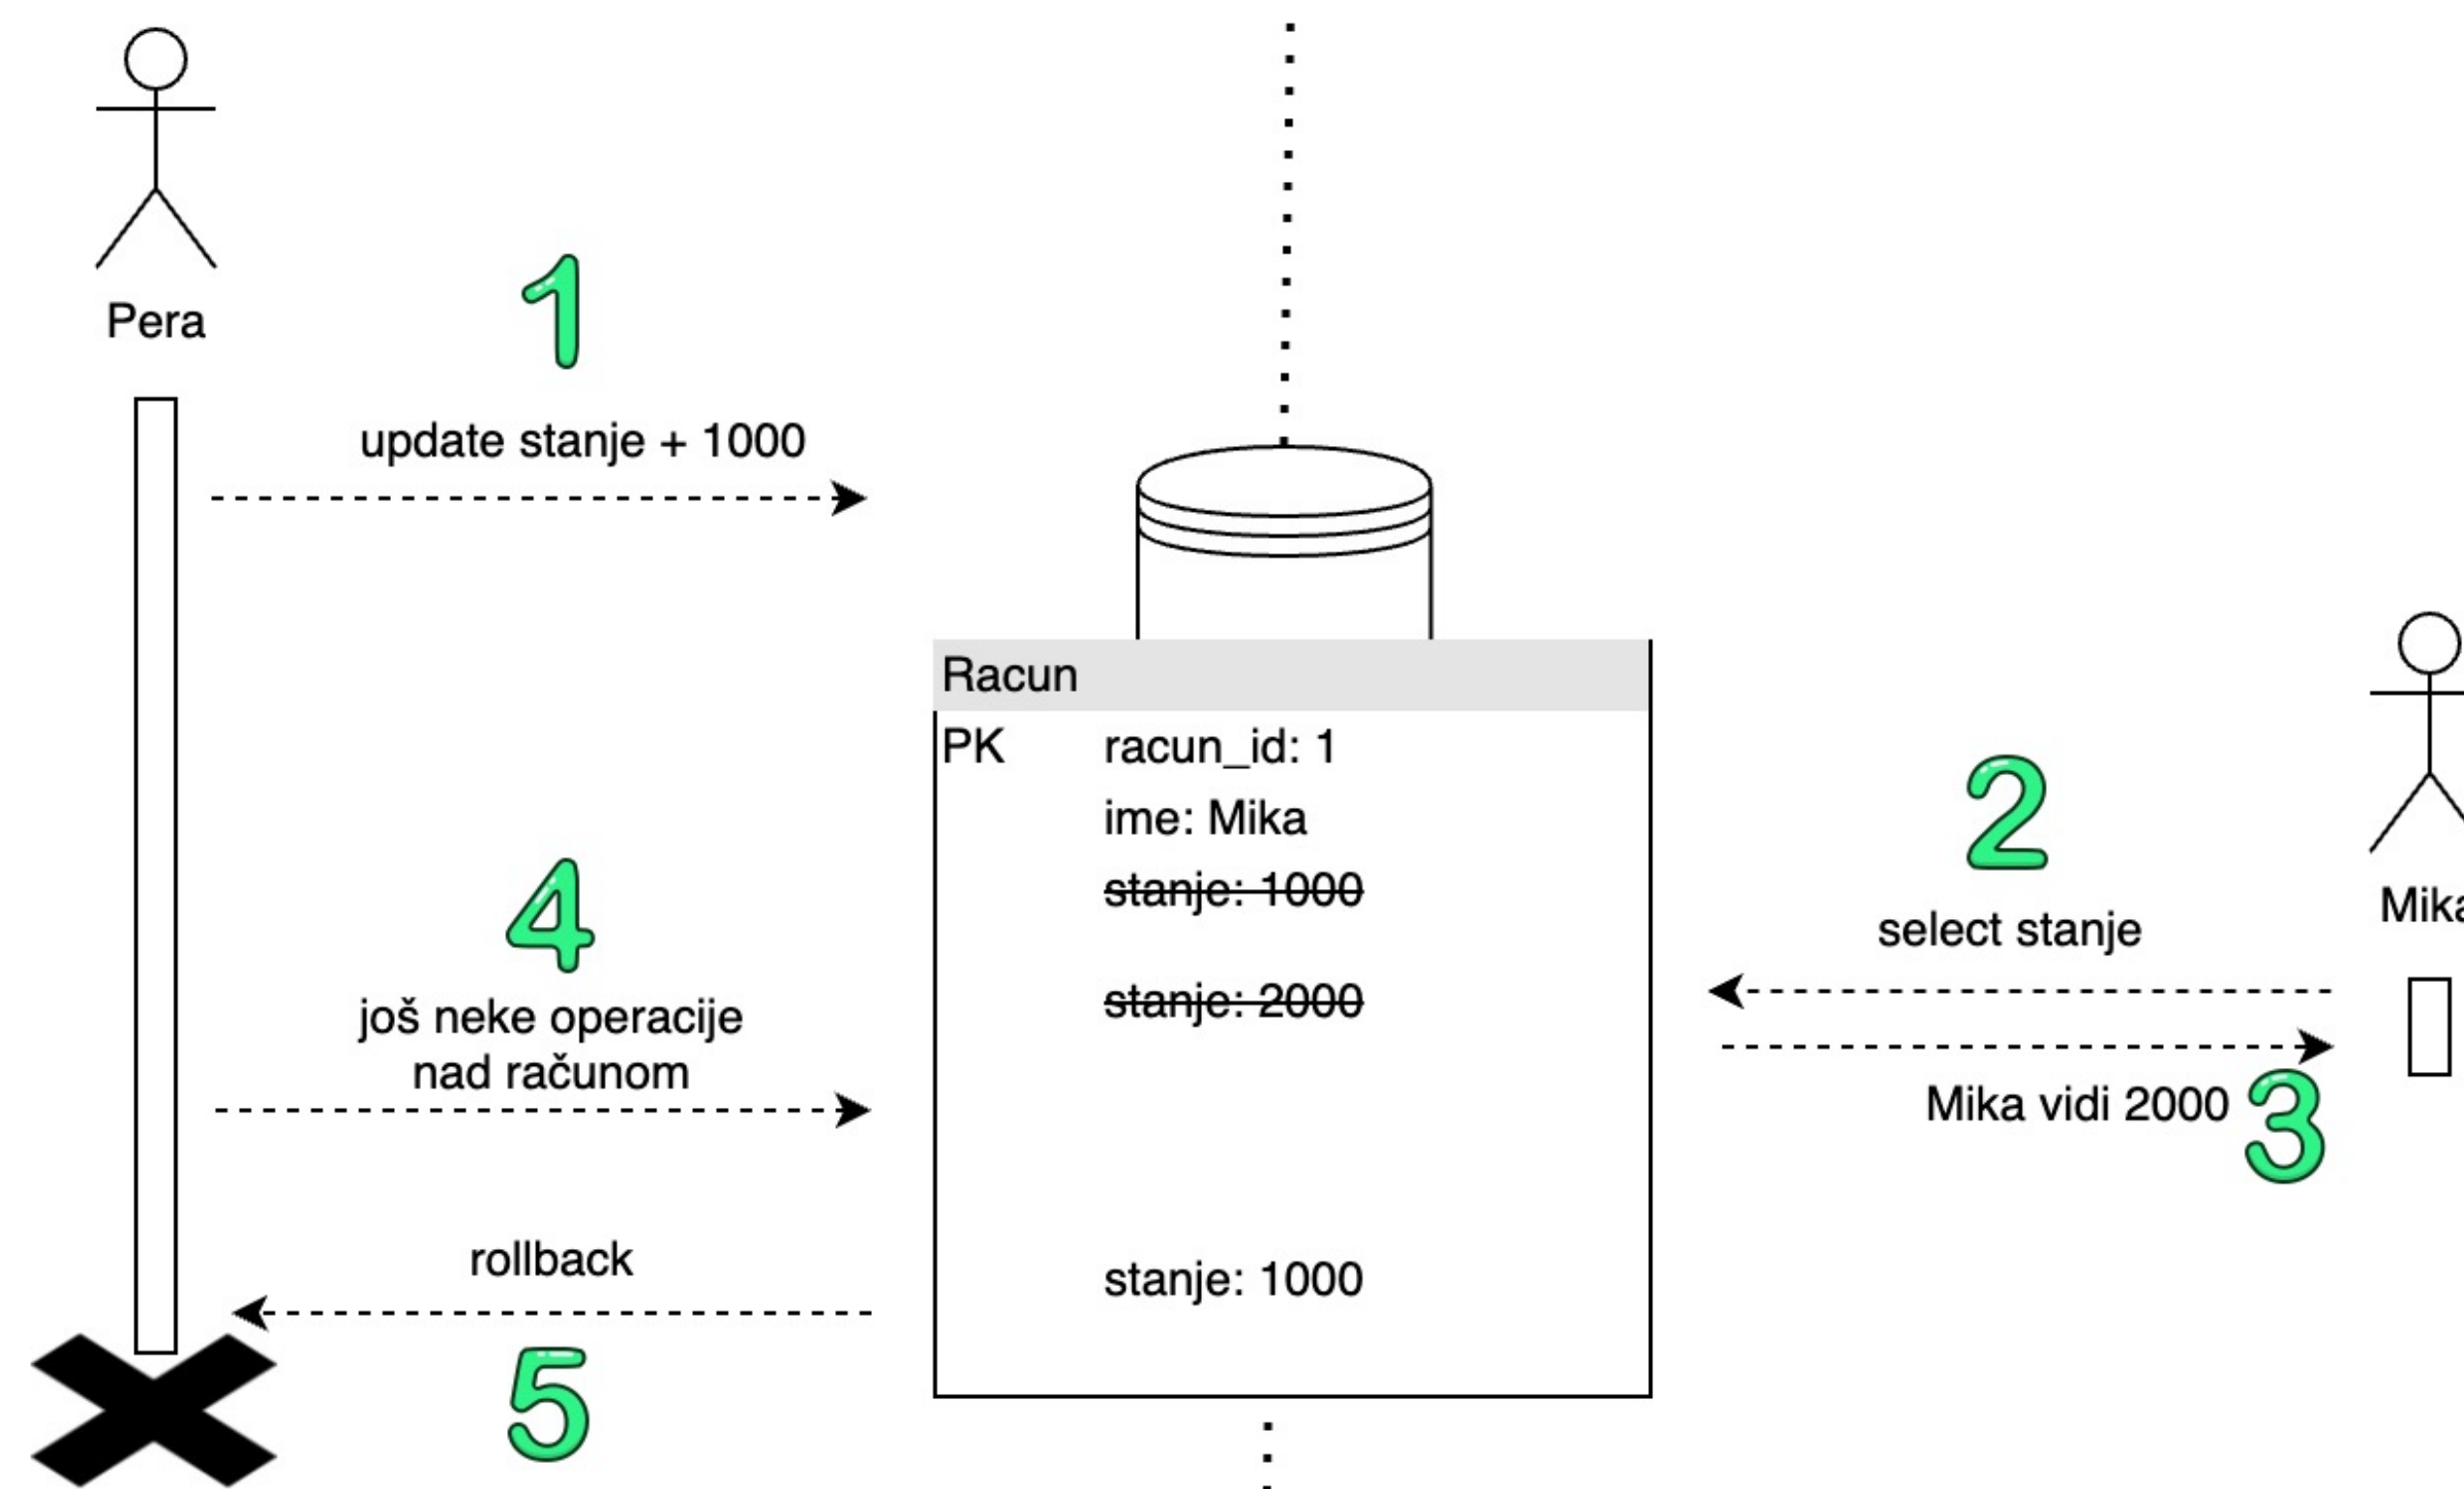 Pera
1
update stanje + 1000
Racun
PK racun_id: 1
ime: Mika
stanje: 1000
stanje: 2000
stanje: 1000
4
još neke operacije
nad računom
rollback
5
2
select stanje
Mika
Mika vidi 2000
3